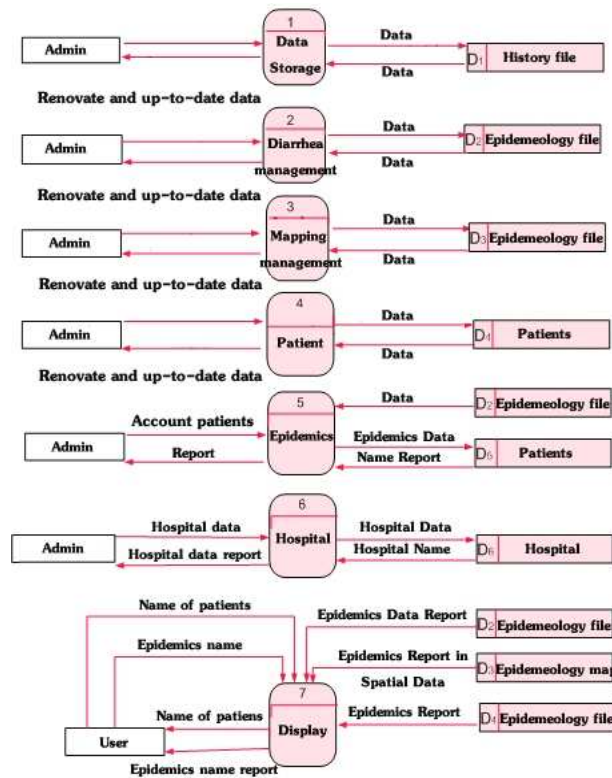 1
Admin
Data
Storage
Data
Data
D1
History file
Renovate and up-to-date data
2
Admin
Diarrhea
management
Data
Data
D2
Epidemeology file
Renovate and up-to-date data
3
Admin
Mapping
management
Data
Data
D3
Epidemeology file
Renovate and up-to-date data
4
Admin
Patient
Data
Data
D4
Patients
Renovate and up-to-date data
5
Admin
Account patients
Report
Epidemics
Data
D2
Epidemeology file
Epidemics Data
Name Report
D6
Patients
6
Admin
Hospital data
Hospital data report
Hospital
Hospital Data
Hospital Name
D6
Hospital
Name of patients
Epidemics name
Epidemics Data Report
D2
Epidemeology file
Epidemics Report in
Spatial Data
D3
Epidemeology map
7
Display
User
Name of patiens
Epidemics name report
Epidemics Report
D4
Epidemeology file